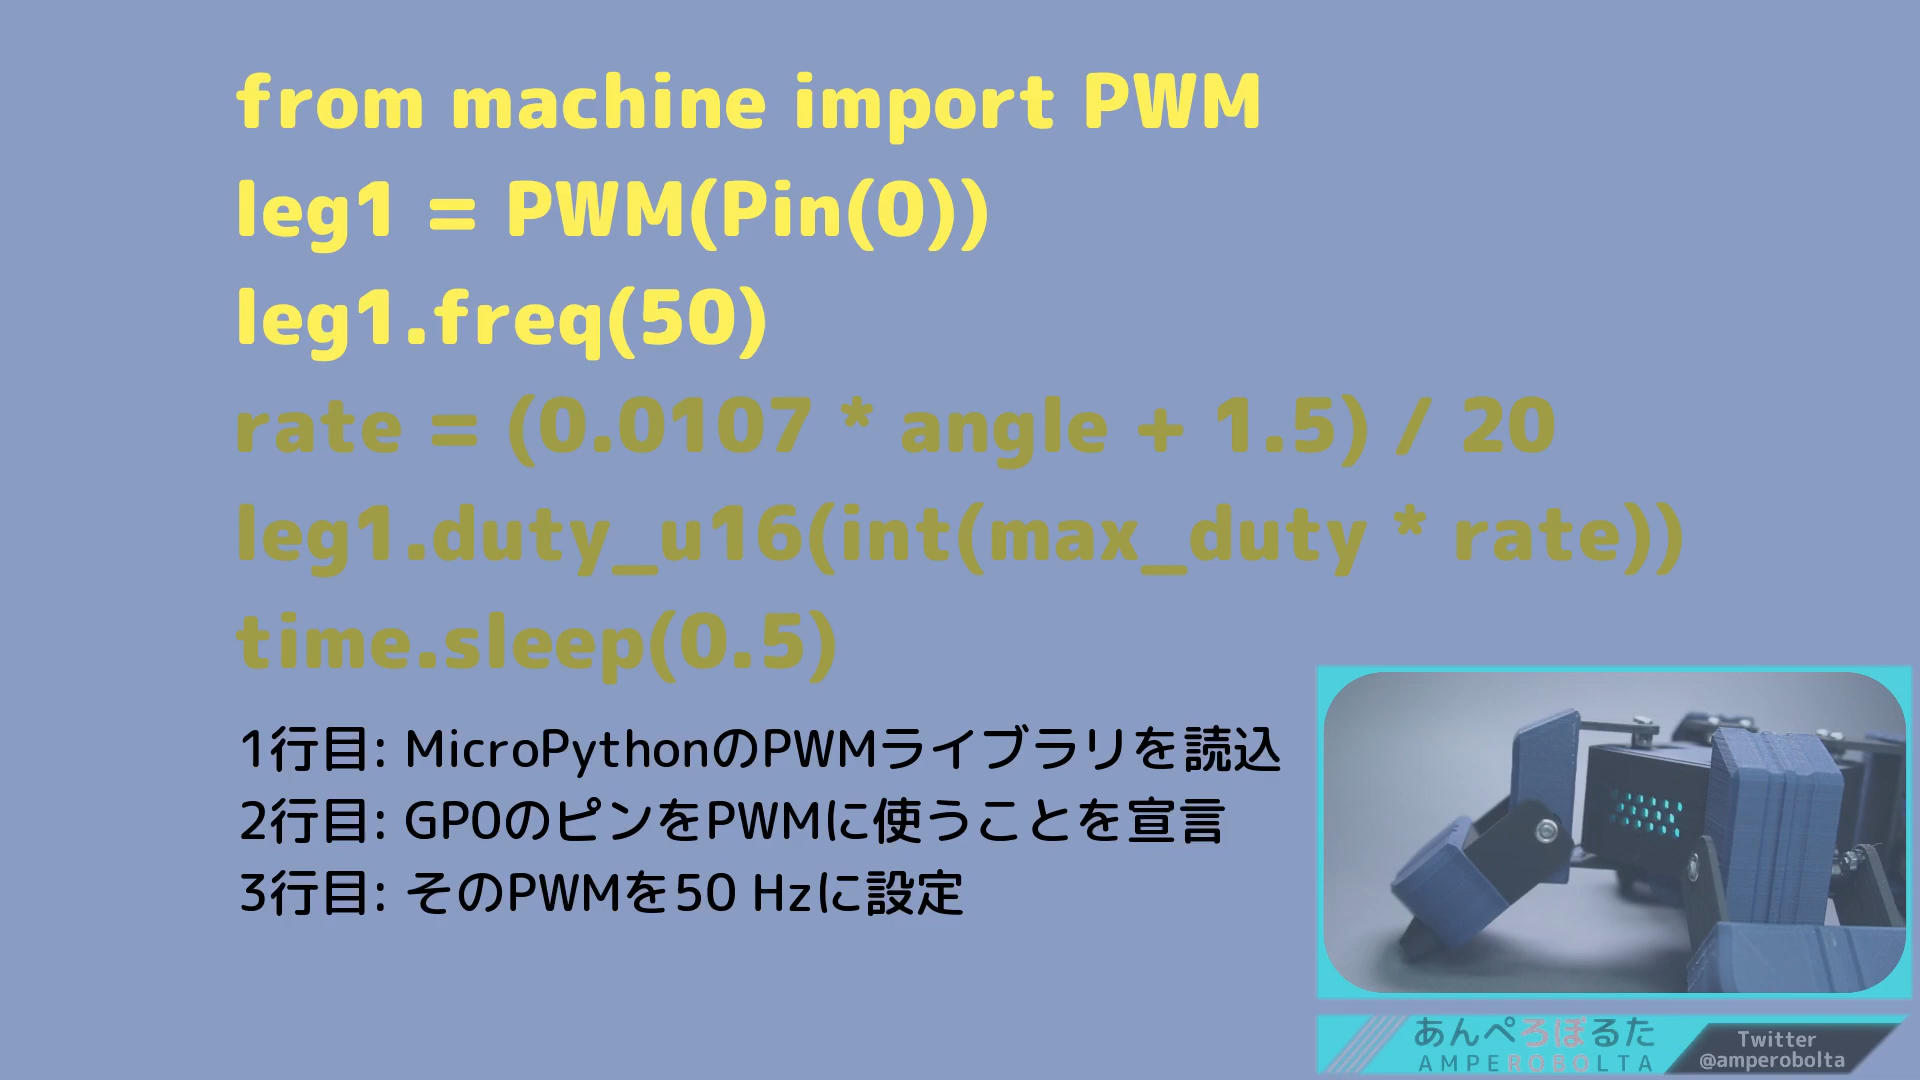 from machine import PWM
leg1 = PWM(Pin(0))
leg1.freq(50)
rate = (0.0107 * angle + 1.5) / 20
leg1.duty_u16(int(max_duty * rate))
time.sleep(0.5)
1行目: MicroPythonのPWMライブラリを読込
2行目: GP0のピンをPWMに使うことを宣言
3行目: そのPWMを50 Hzに設定
あんぺろぼるた
AMPEROBOLTA
Twitter
@amperobolta